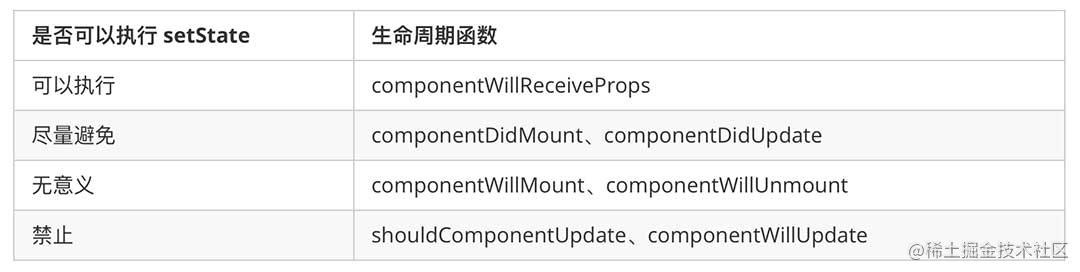 是否可以执行 setState 生命周期函数
可以执行 componentWillReceiveProps
尽量避免 componentDidMount、componentDidUpdate
无意义 componentWillMount、componentWillUnmount
禁止 shouldComponentUpdate、componentWillUpdate
@稀土掘金技术社区